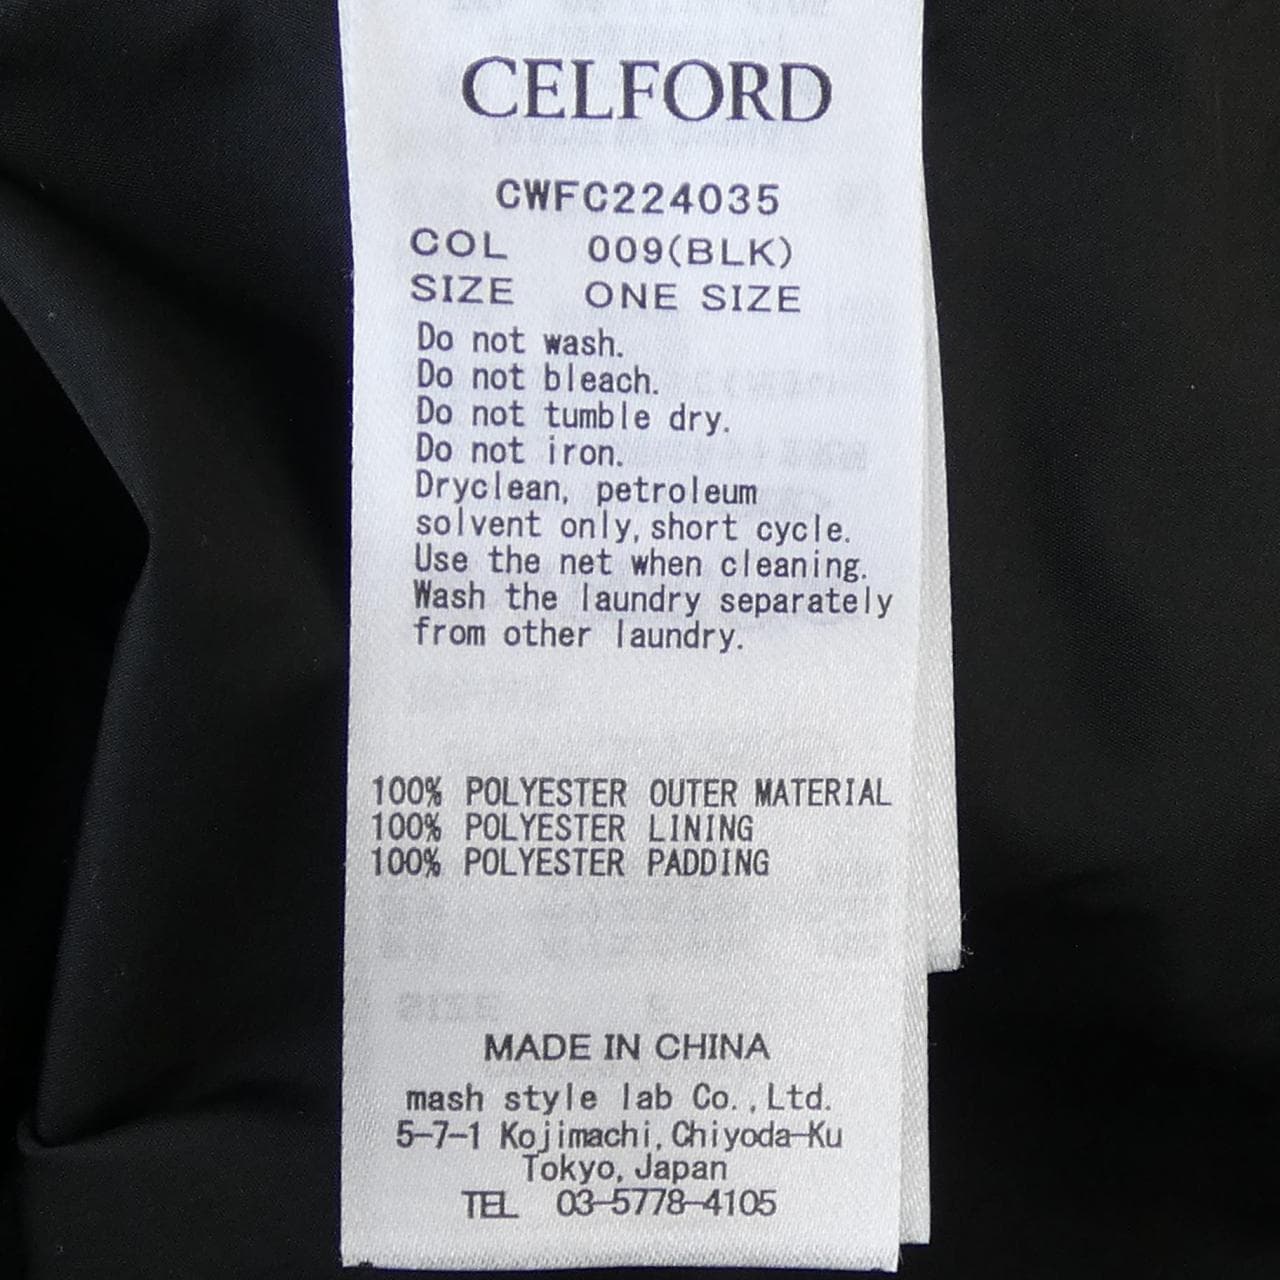 CELFORD
CWFC224035
COL 009(BLK)
SIZE ONE SIZE
Do not wash.
Do not bleach.
Do not tumble dry.
Do not iron.
Dryclean, petroleum
solvent only, short cycle.
Use the net when cleaning.
Wash the laundry separately
from other laundry.
100% POLYESTER OUTER MATERIAL
100% POLYESTER LINING
100% POLYESTER PADDING
MADE IN CHINA
mash style lab Co.,Ltd.
5-7-1 Kojimachi, Chiyoda-Ku
Tokyo, Japan
TEL 03-5778-4105